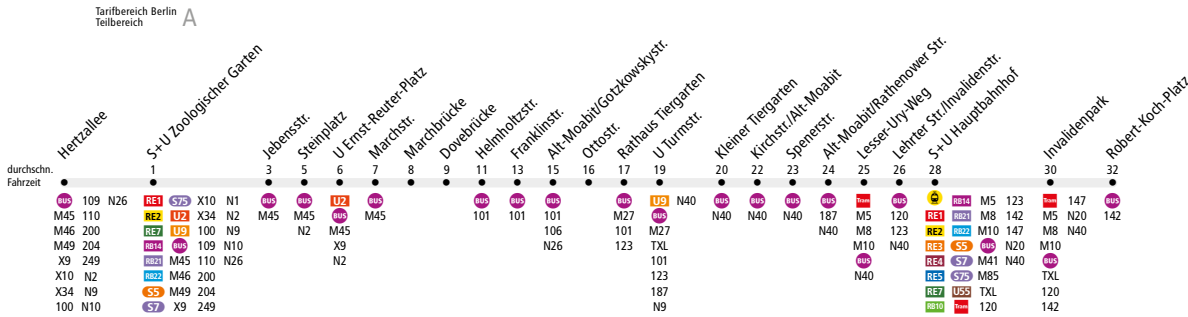 Tarifbereich Berlin
Teilbereich A
Hertzallee
S+U Zoologischer Garten
Jebensstr.
Steinplatz
U Ernst-Reuter-Platz
Marchstr.
Marchbrücke
Dovebrücke
Helmholtzstr.
Franklinstr.
Alt-Moabit/Gotzkowskystr.
Ottostr.
Rathaus Tiergarten
U Turmstr.
Kleiner Tiergarten
Kirchstr./Alt-Moabit
Spenerstr.
Alt-Moabit/Rathenower Str.
Lesser-Ury-Weg
Lehrter Str./Invalidenstr.
S+U Hauptbahnhof
Invalidenpark
Robert-Koch-Platz
durchschn. 1 3 5 6 7 8 9 11 13 15 16 17 19 20 22 23 24 25 26 28 30 32
Fahrzeit
BUS 109 N26
M45 110
M46 200
M49 204
X9 249
X10 N2
X34 N9
100 N10
RE1 S75 X10 N1
RE2 U2 X34 N2
RE7 U9 100 N9
RB14 BUS 109 N10
RB21 M45 110 N26
RB22 M46 200
S5 M49 204
S7 X9 249
BUS
M45
BUS
M45
N2
U2
BUS
M45
X9
N2
BUS
M45
BUS
101
BUS
101
BUS
101
106
N26
BUS
M27
101
123
U9 N40
BUS
M27
TXL
101
123
187
N9
BUS
N40
BUS
N40
BUS
N40
BUS
187
N40
Tram
M5
M8
M10
BUS
N40
BUS
120
123
N40
RB14 M5 123
RE1 RB21 M8 142
RE2 RB22 M10 147
RE3 S5 BUS N20
RE4 S7 M41 N40
RE5 S75 M85
RE7 U55 TXL
RB10 Tram 120
Tram 147
M5 N20
M8 N40
M10
BUS
TXL
120
142
BUS
142